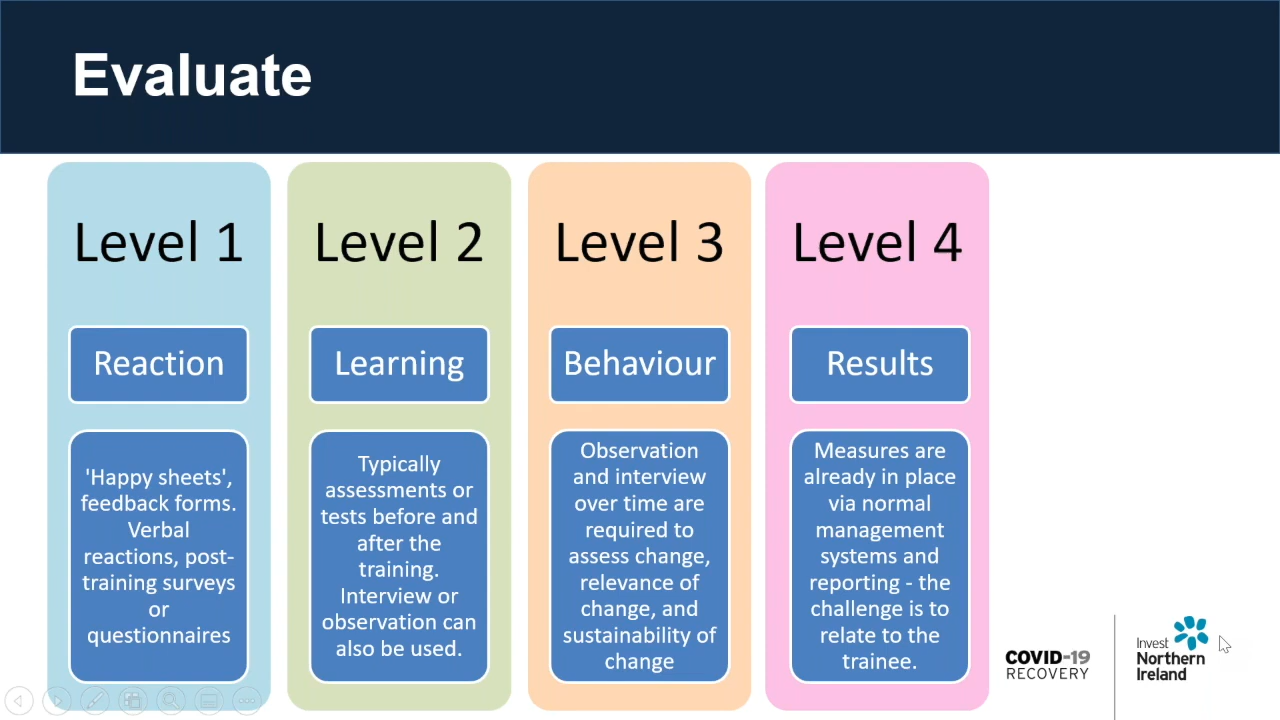 Evaluate
Level 1
Reaction
'Happy sheets',
feedback forms.
Verbal
reactions, post-
training surveys
or
questionnaires
Level 2
Learning
Typically
assessments or
tests before and
after the
training.
Interview or
observation can
also be used.
Level 3
Behaviour
Observation
and interview
over time are
required to
assess change,
relevance of
change, and
sustainability of
change
Level 4
Results
Measures are
already in place
via normal
management
systems and
reporting - the
challenge is to
relate to the
trainee.
COVID-19
RECOVERY
Invest
Northern
Ireland